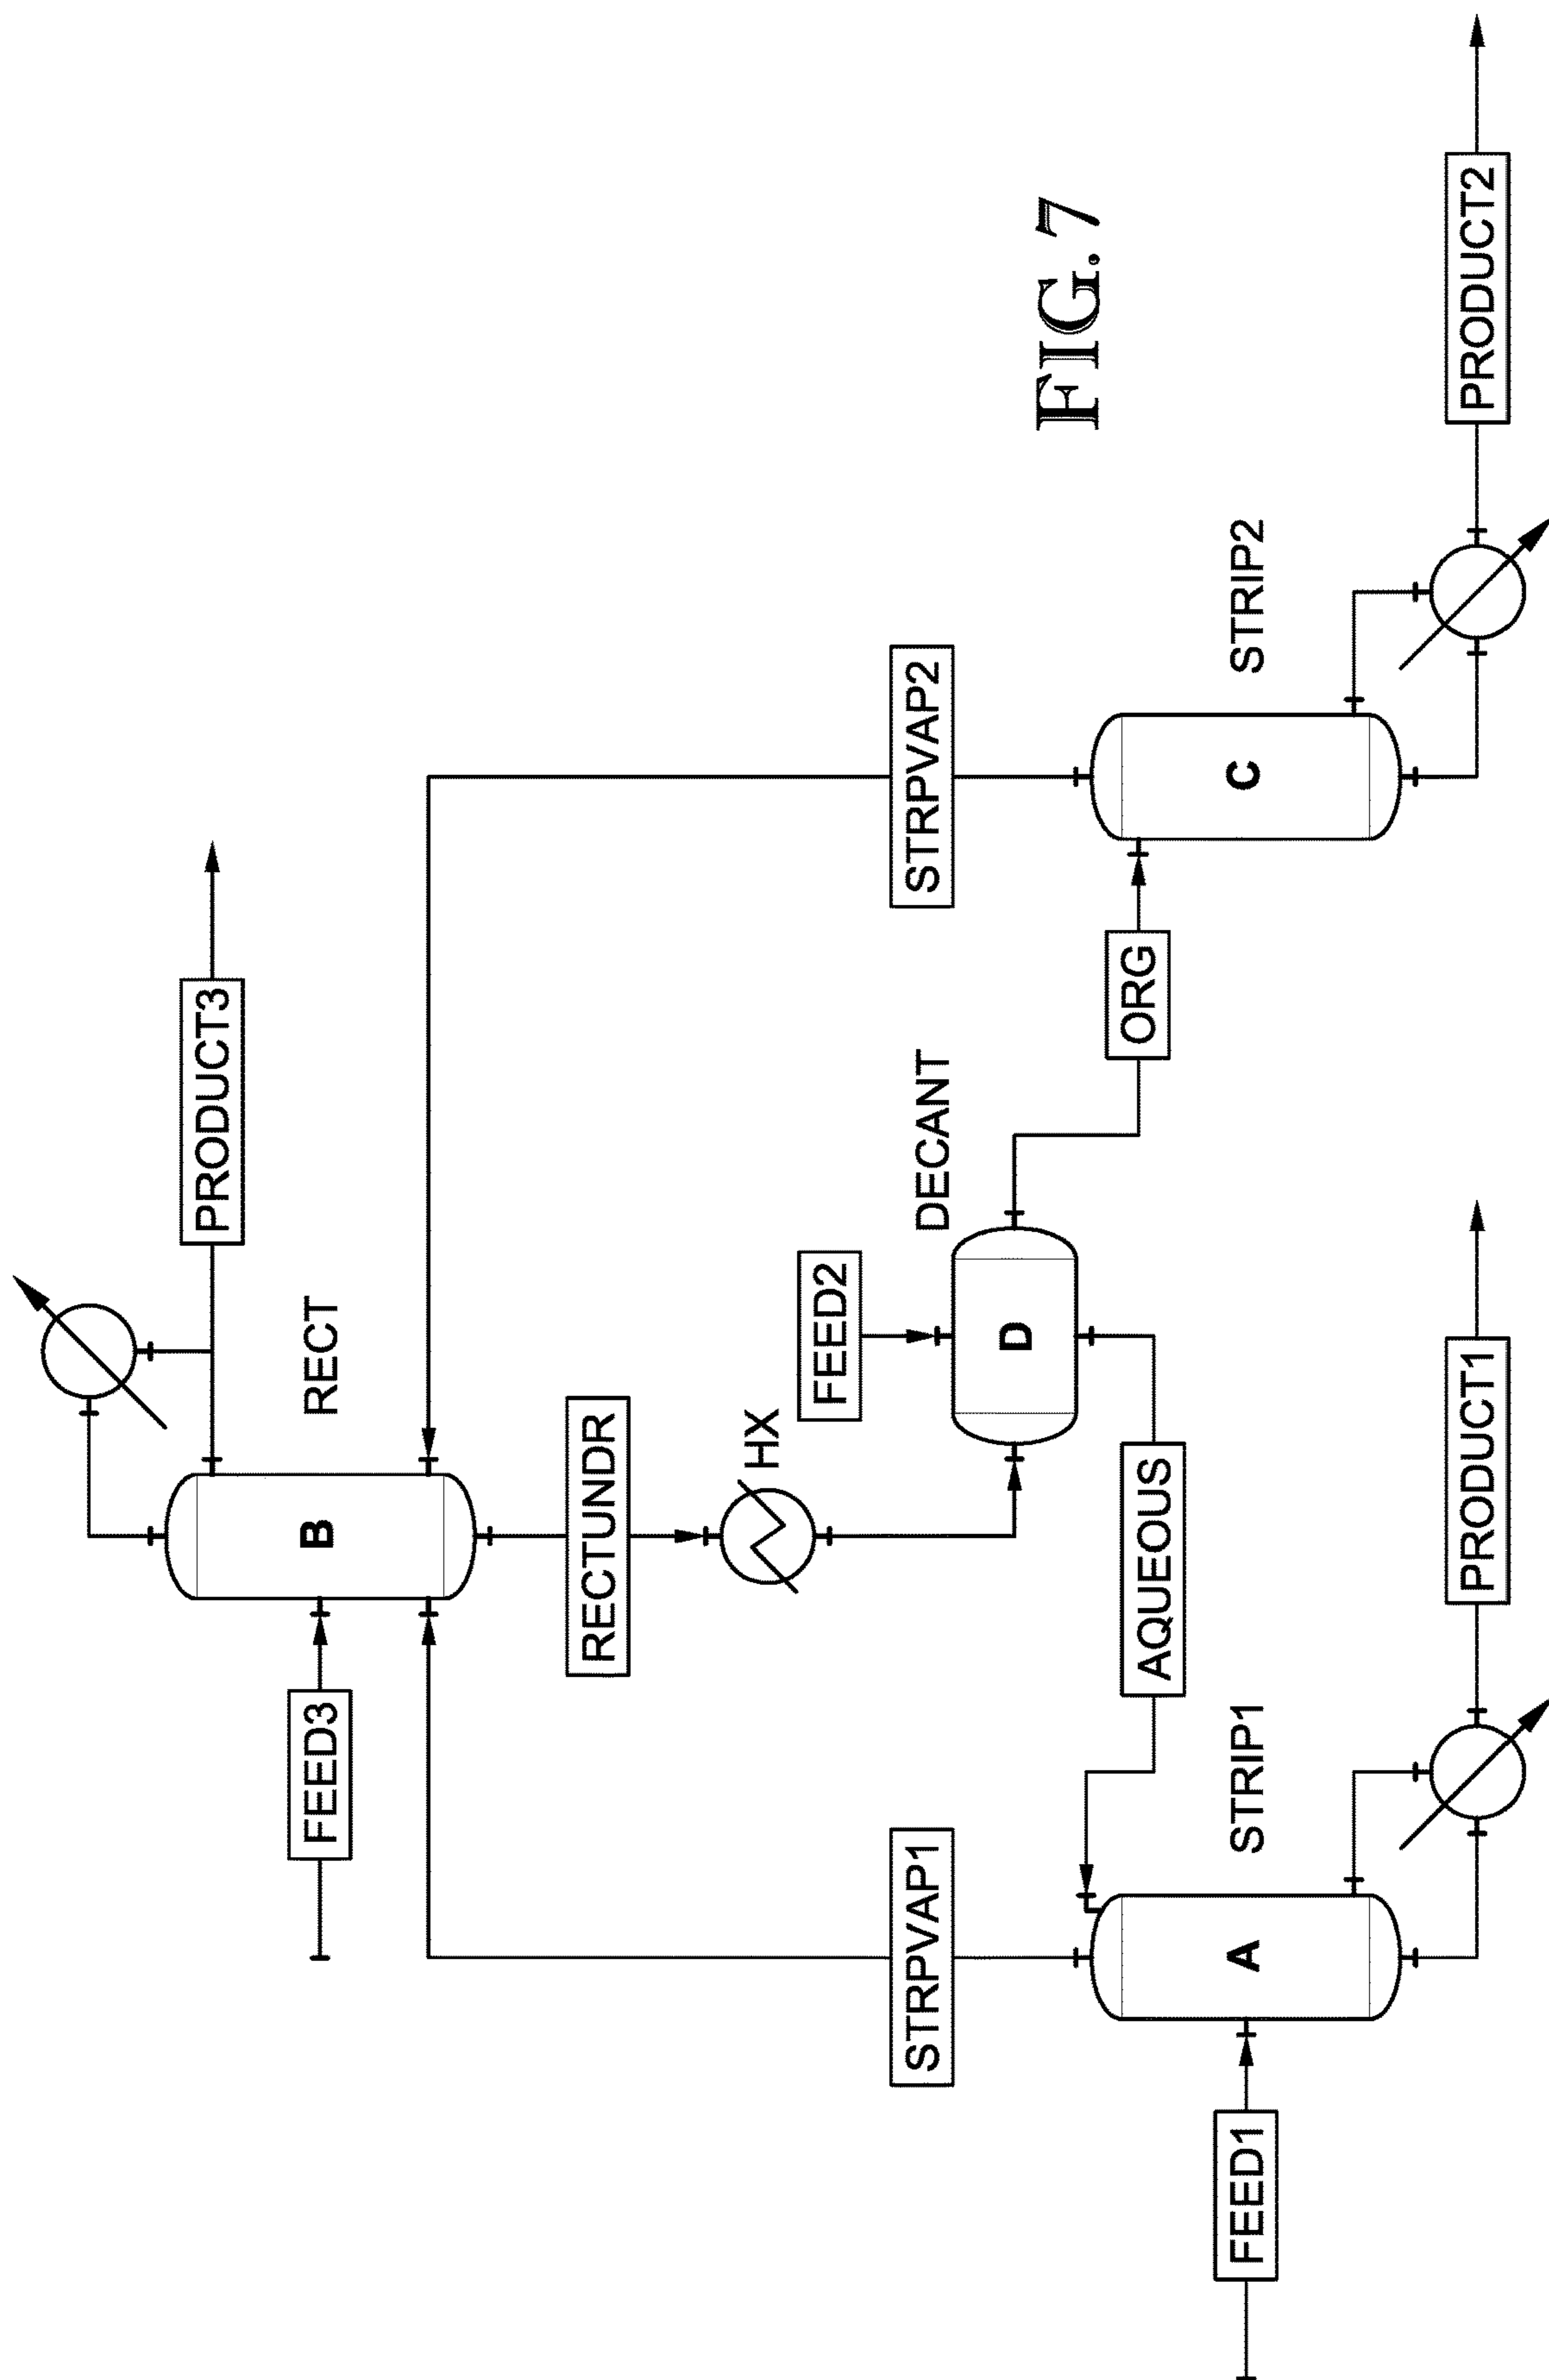 PRODUCT3
RECT
B
FEED3
RECTUNDR
HX
FEED2
DECANT
D
STRPVAP1
STRPVAP2
AQUEOUS
ORG
FIG. 7
STRIP1
A
FEED1
STRIP2
C
PRODUCT1
PRODUCT2